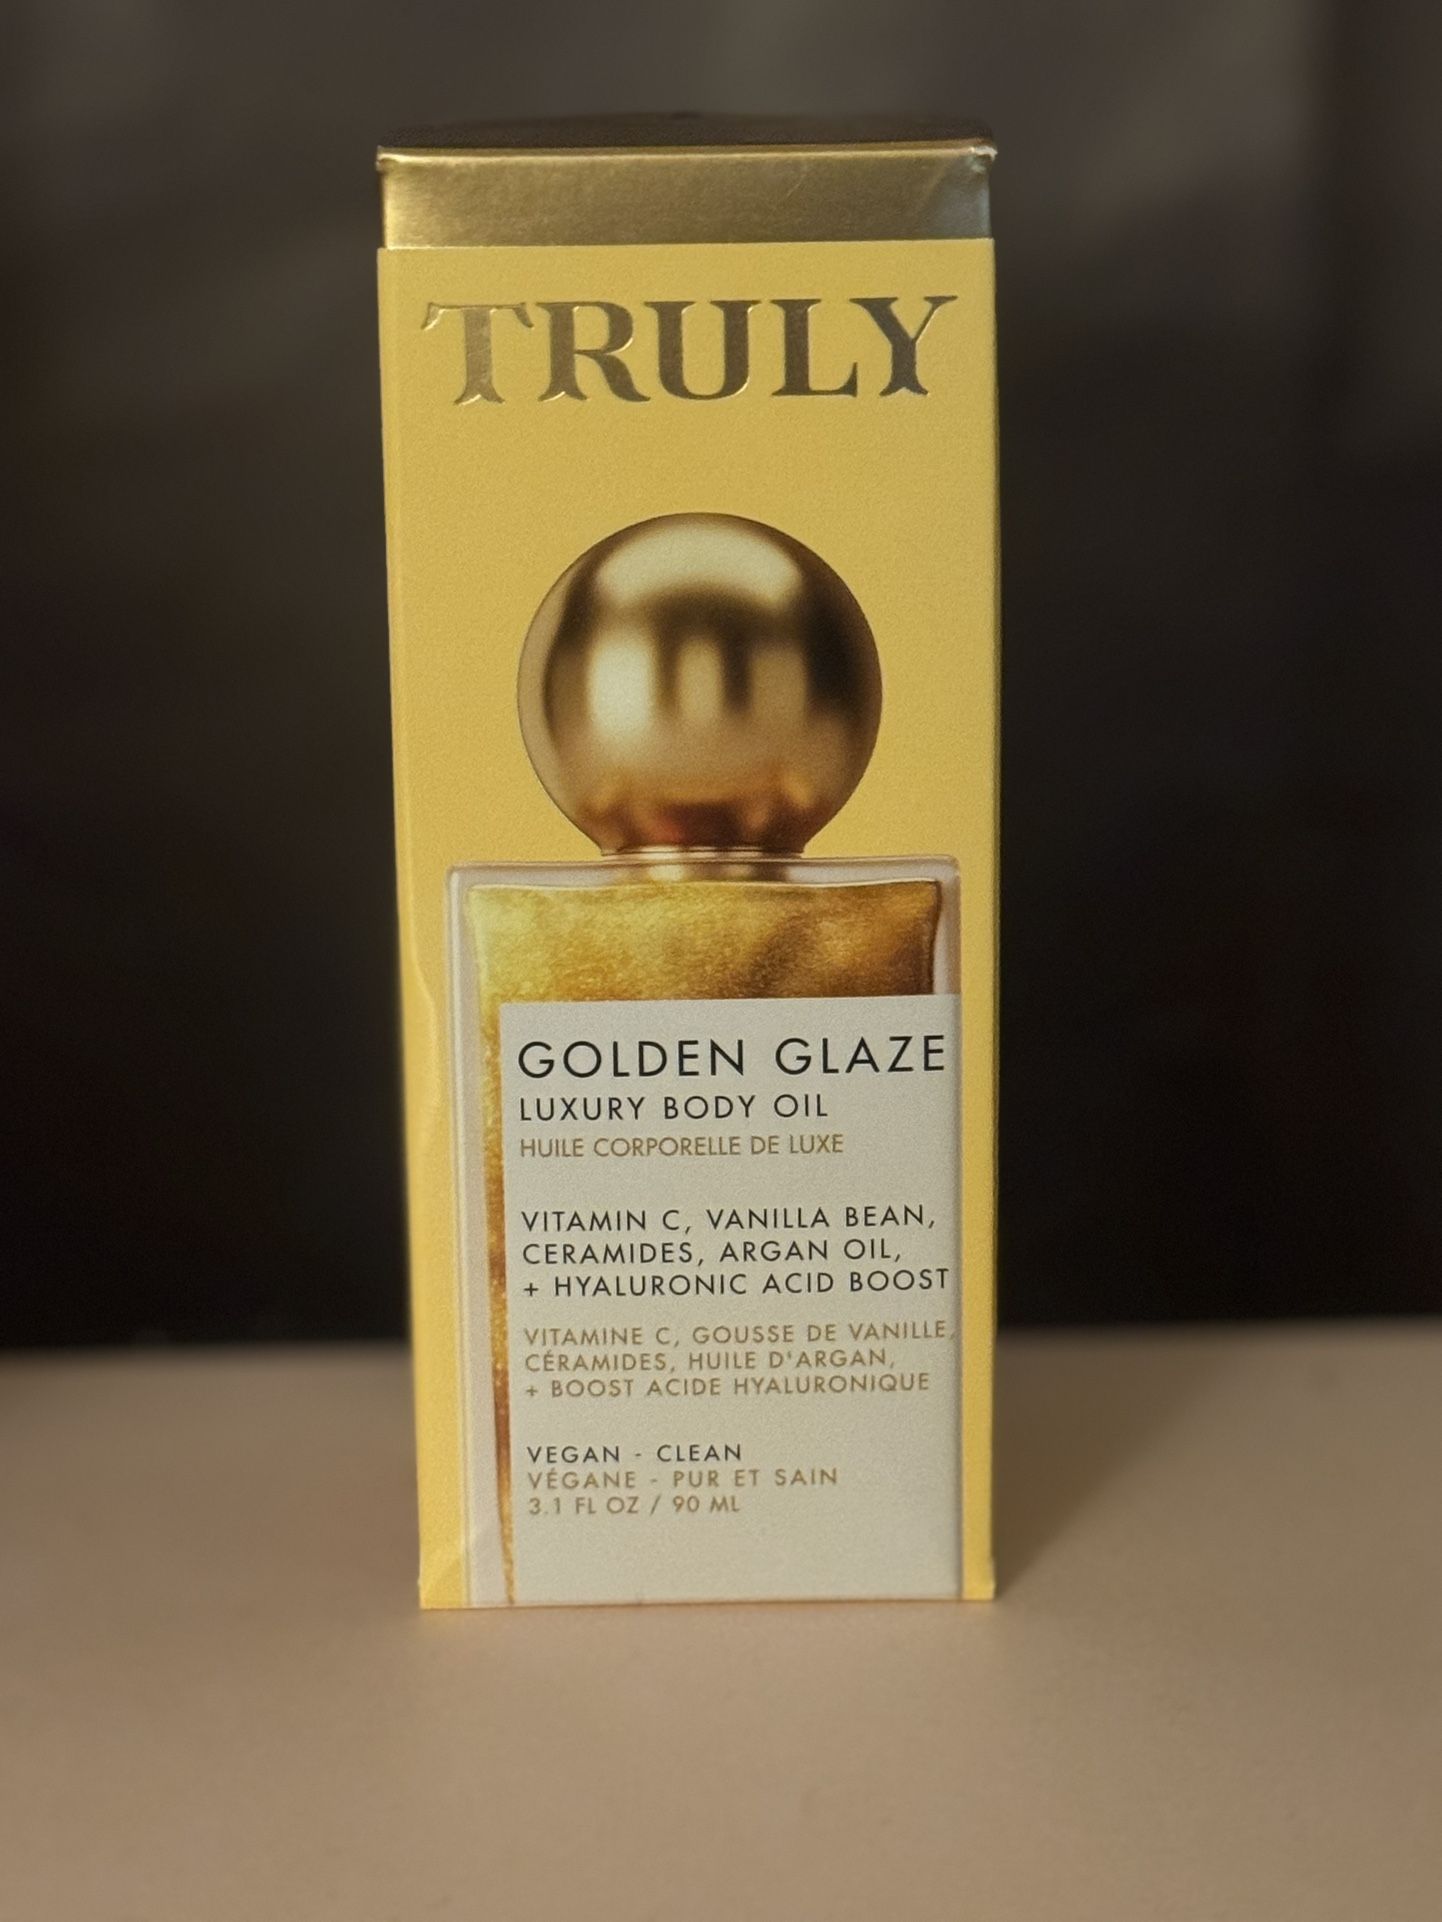 TRULY
GOLDEN GLAZE
LUXURY BODY OIL
HUILE CORPORELLE DE LUXE
VITAMIN C, VANILLA BEAN,
CERAMIDES, ARGAN OIL,
+ HYALURONIC ACID BOOST
VITAMINE C, GOUSSE DE VANILLE,
CÉRAMIDES, HUILE D'ARGAN,
+ BOOST ACIDE HYALURONIQUE
VEGAN - CLEAN
VÉGANE - PUR ET SAIN
3.1 FL OZ / 90 ML